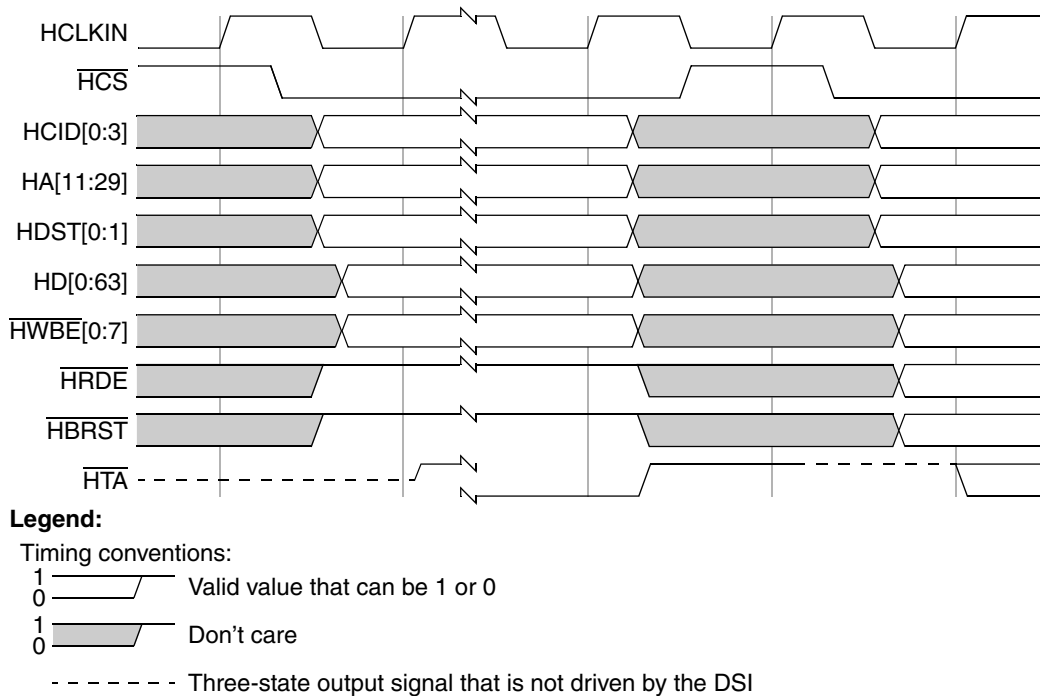 HCLKIN
HCS
HCID[0:3]
HA[11:29]
HDST[0:1]
HD[0:63]
HWBE[0:7]
HRDE
HBRST
HTA
Legend:
Timing conventions:
1
0
Valid value that can be 1 or 0
1
0
Don't care
Three-state output signal that is not driven by the DSI